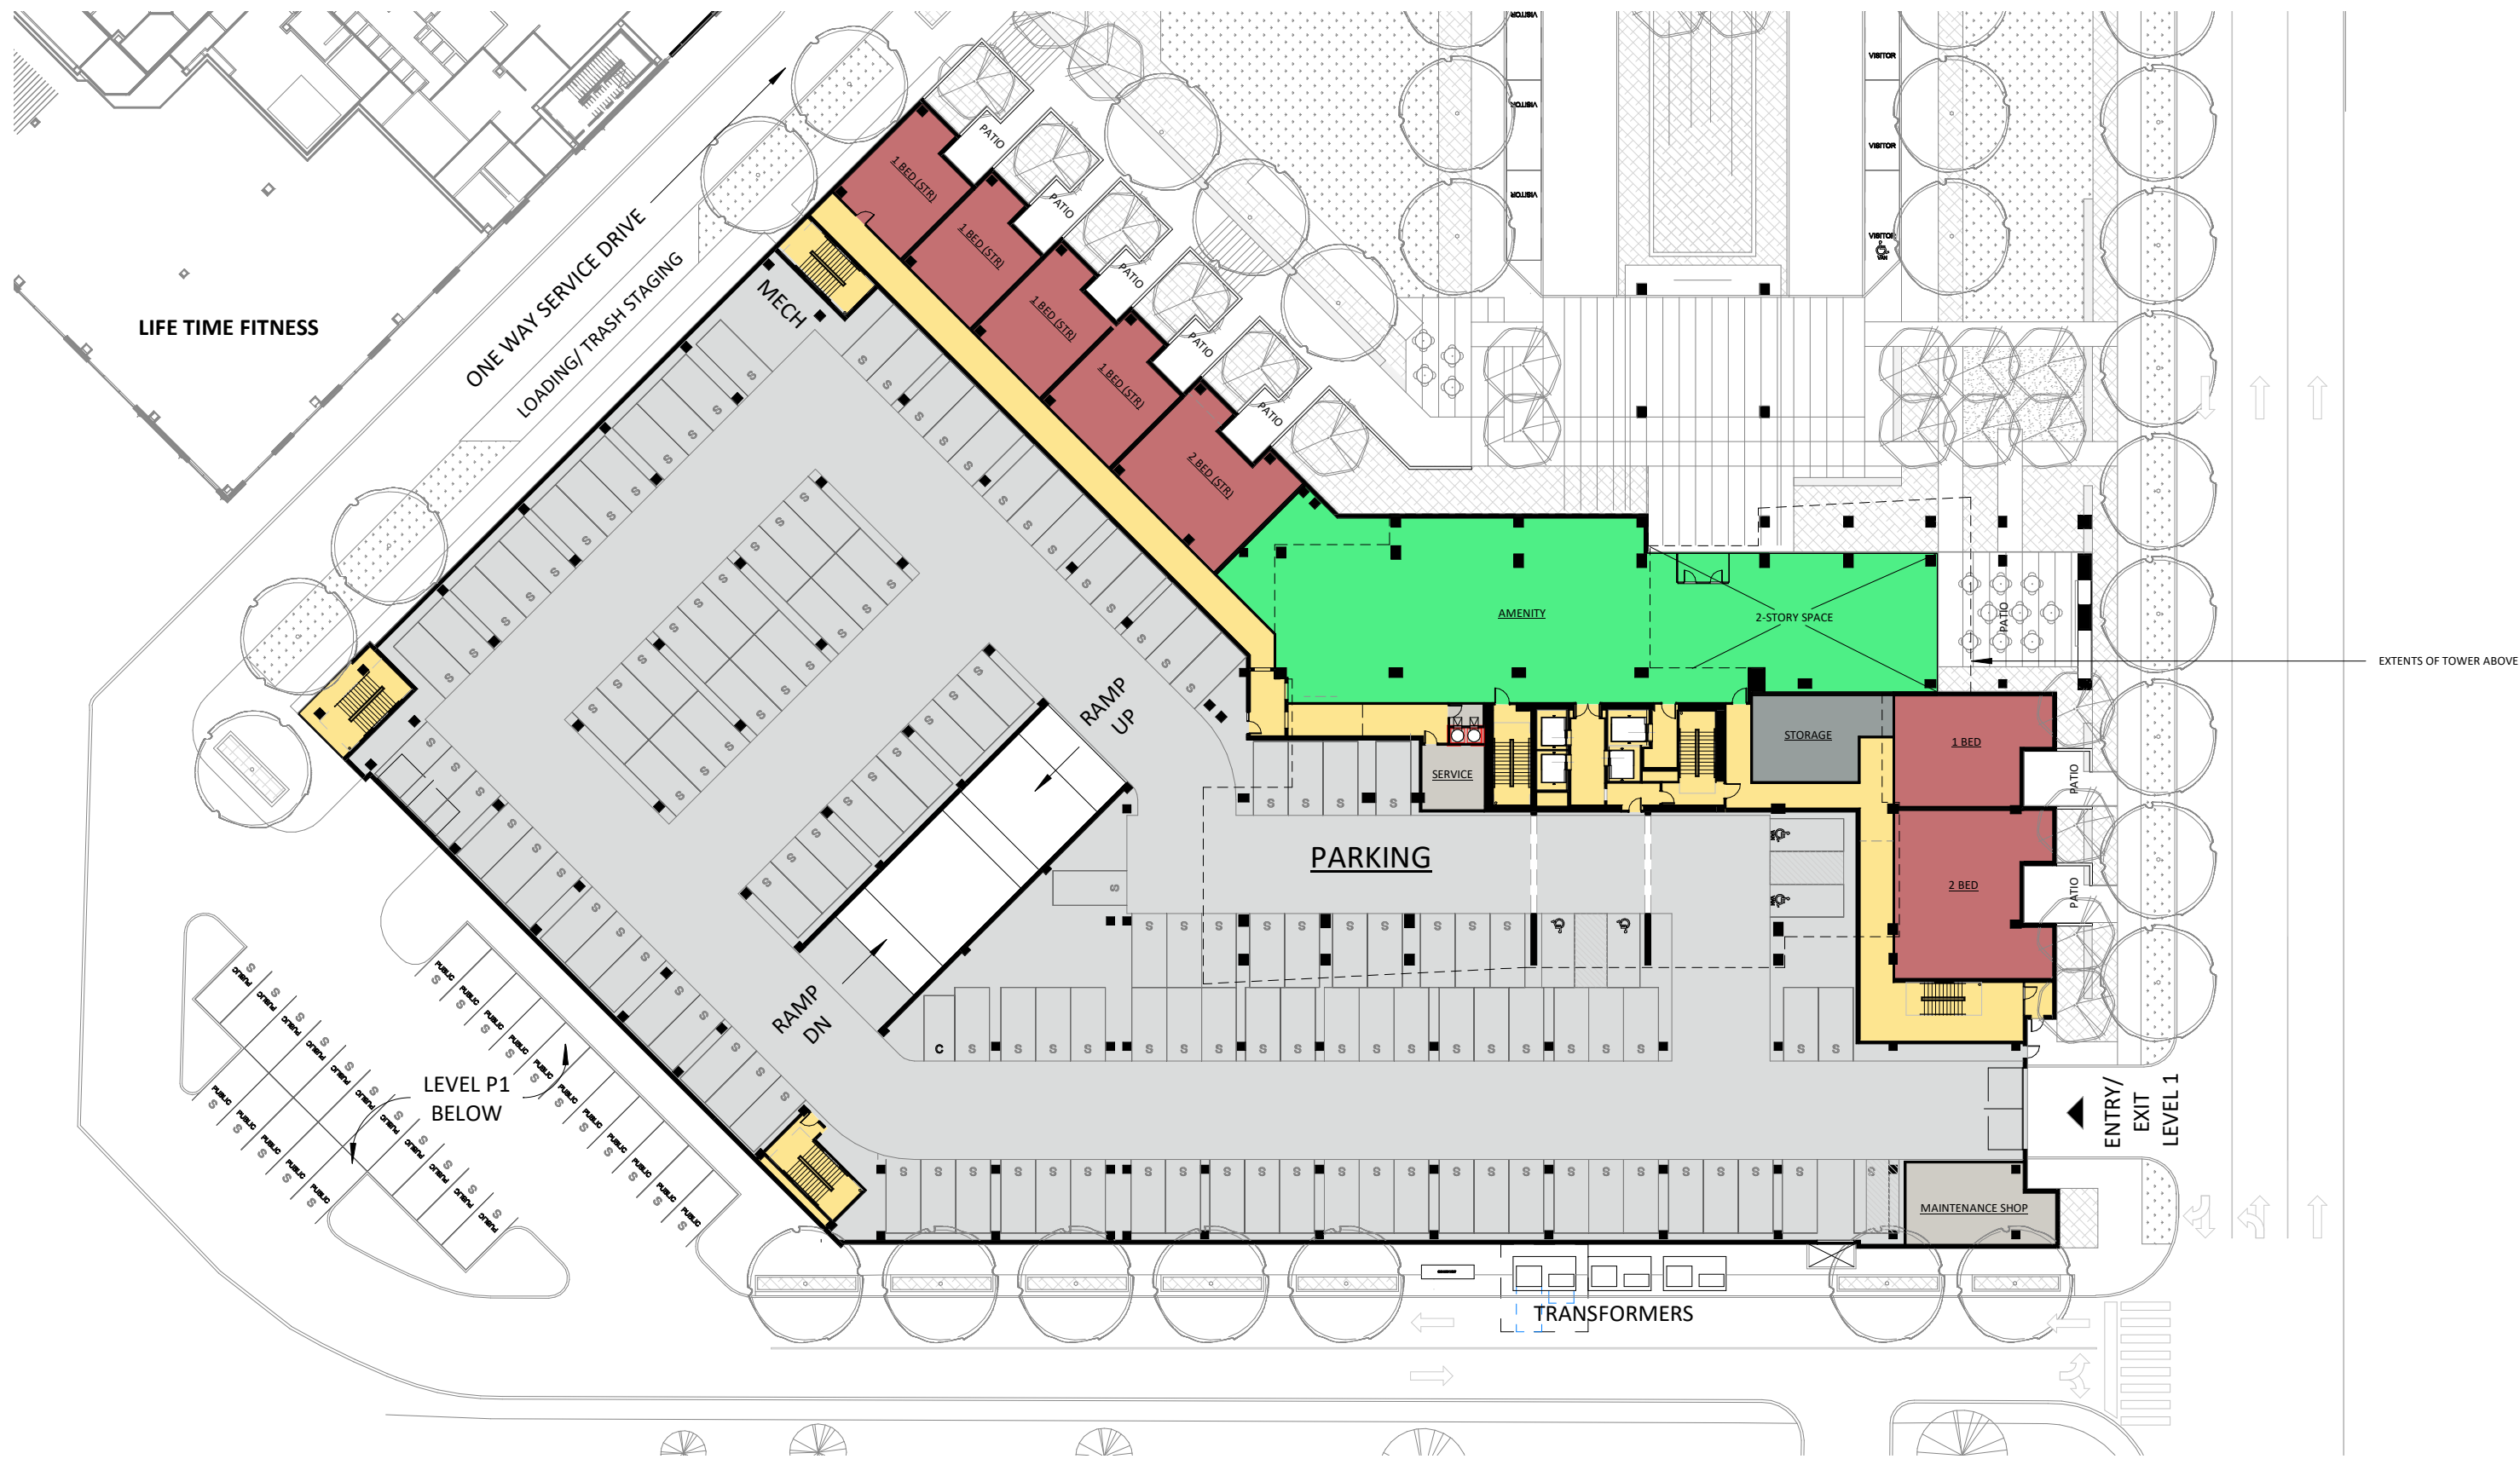 VISITOR
VISITOR
VISITOR
VISITOR
VISITOR
VISITOR
VAN
LIFE TIME FITNESS
ONE WAY SERVICE DRIVE
LOADING/ TRASH STAGING
MECH
1 BED (STR)
1 BED (STR)
1 BED (STR)
1 BED (STR)
2 BED (STR)
PATIO
PATIO
PATIO
PATIO
PATIO
AMENITY
2-STORY SPACE
PATIO
EXTENTS OF TOWER ABOVE
RAMP
UP
SERVICE
STORAGE
1 BED
PATIO
PARKING
2 BED
PATIO
RAMP
DN
C
LEVEL P1
BELOW
ENTRY/
EXIT
LEVEL 1
MAINTENANCE SHOP
TRANSFORMERS